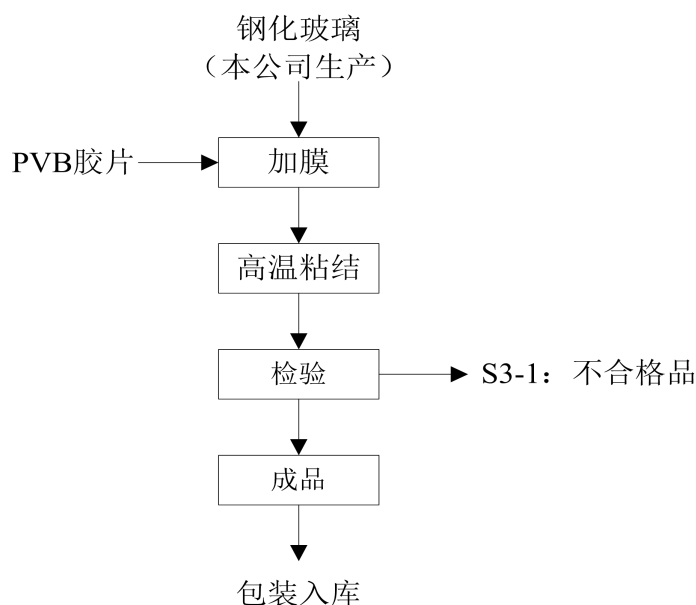 钢化玻璃
（本公司生产）
PVB胶片
加膜
高温粘结
检验
S3-1：不合格品
成品
包装入库